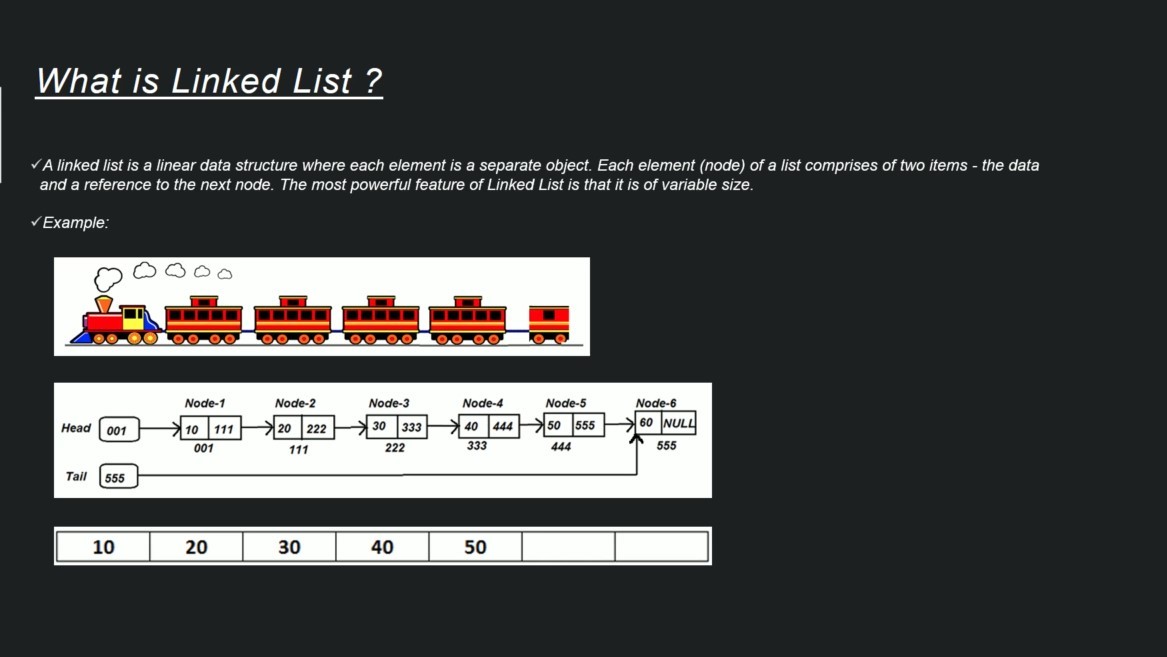 What is Linked List ?
✓A linked list is a linear data structure where each element is a separate object. Each element (node) of a list comprises of two items - the data
and a reference to the next node. The most powerful feature of Linked List is that it is of variable size.
✓Example:
Node-1 Node-2 Node-3 Node-4 Node-5 Node-6
Head 001 10 111 20 222 30 333 40 444 50 555 60 NULL
001 111 222 333 444 555
Tail 555
10 20 30 40 50